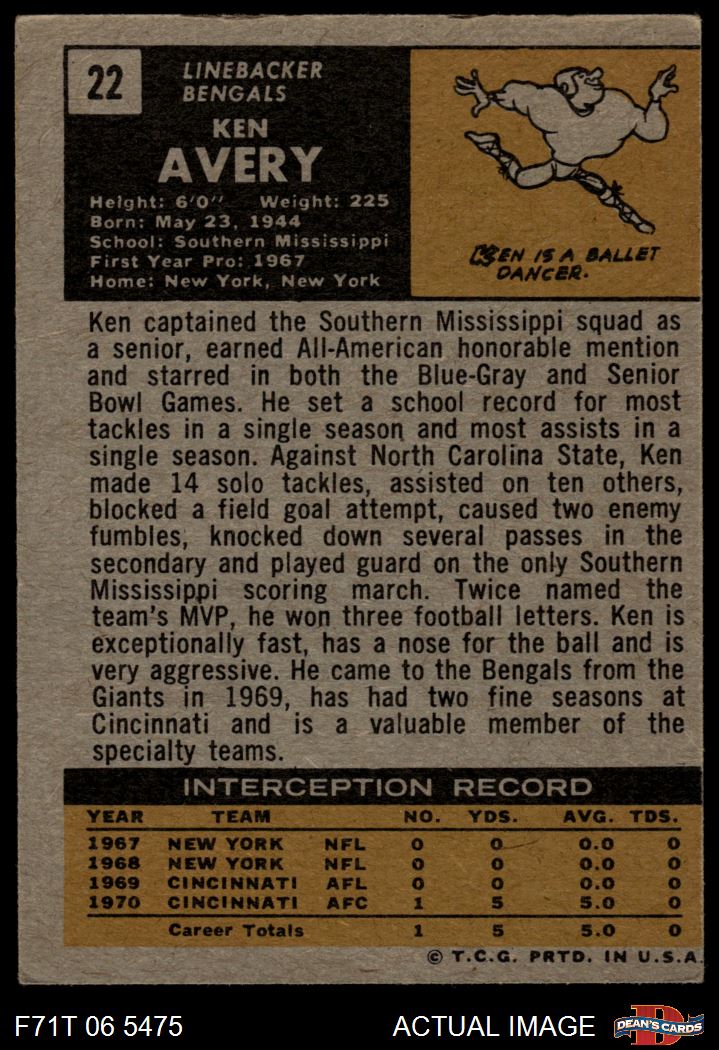 22
LINEBACKER
BENGALS
KEN
AVERY
Height: 6'0" Weight: 225
Born: May 23, 1944
School: Southern Mississippi
First Year Pro: 1967
Home: New York, New York
KEN IS A BALLET
DANCER.
Ken captained the Southern Mississippi squad as
a senior, earned All-American honorable mention
and starred in both the Blue-Gray and Senior
Bowl Games. He set a school record for most
tackles in a single season and most assists in a
single season. Against North Carolina State, Ken
made 14 solo tackles, assisted on ten others,
blocked a field goal attempt, caused two enemy
fumbles, knocked down several passes in the
secondary and played guard on the only Southern
Mississippi scoring march. Twice named the
team's MVP, he won three football letters. Ken is
exceptionally fast, has a nose for the ball and is
very aggressive. He came to the Bengals from the
Giants in 1969, has had two fine seasons at
Cincinnati and is a valuable member of the
specialty teams.
INTERCEPTION RECORD
YEAR TEAM NO. YDS. AVG. TDS.
1967 NEW YORK NFL 0 0 0.0 0
1968 NEW YORK NFL 0 0 0.0 0
1969 CINCINNATI AFL 0 0 0.0 0
1970 CINCINNATI AFC 1 5 5.0 0
Career Totals 1 5 5.0 0
© T.C.G. PRTD. IN U.S.A.
F71T 06 5475
ACTUAL IMAGE
D
DEAN'S CARDS